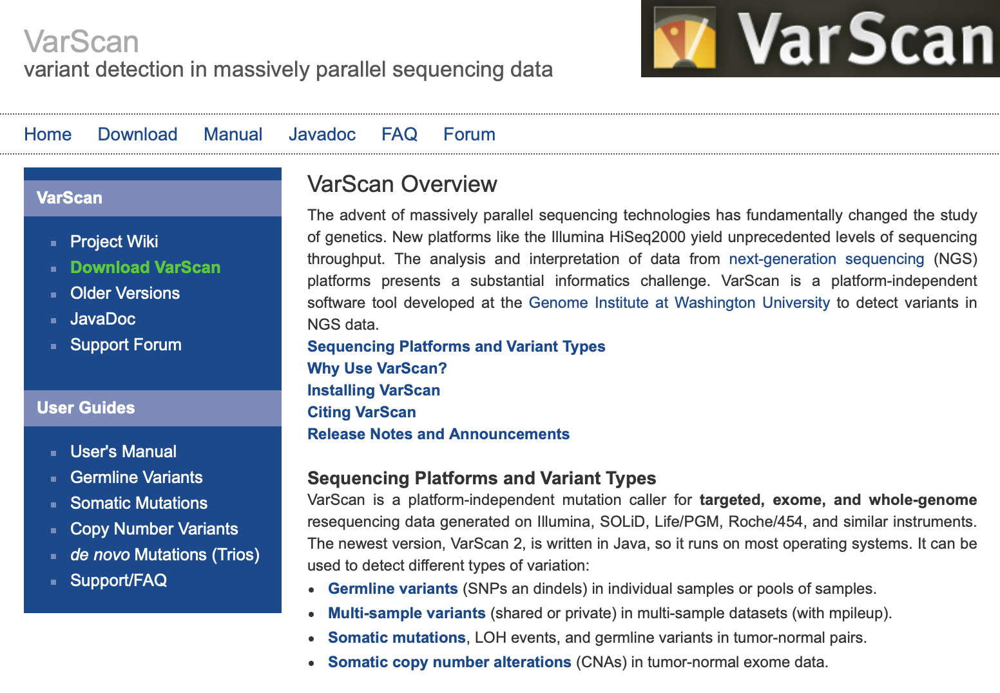 VarScan
variant detection in massively parallel sequencing data
VarScan
Home Download Manual Javadoc FAQ Forum
VarScan
Project Wiki
Download VarScan
Older Versions
JavaDoc
Support Forum
User Guides
User's Manual
Germline Variants
Somatic Mutations
Copy Number Variants
de novo Mutations (Trios)
Support/FAQ
VarScan Overview
The advent of massively parallel sequencing technologies has fundamentally changed the study
of genetics. New platforms like the Illumina HiSeq2000 yield unprecedented levels of sequencing
throughput. The analysis and interpretation of data from next-generation sequencing (NGS)
platforms presents a substantial informatics challenge. VarScan is a platform-independent
software tool developed at the Genome Institute at Washington University to detect variants in
NGS data.
Sequencing Platforms and Variant Types
Why Use VarScan?
Installing VarScan
Citing VarScan
Release Notes and Announcements
Sequencing Platforms and Variant Types
VarScan is a platform-independent mutation caller for targeted, exome, and whole-genome
resequencing data generated on Illumina, SOLiD, Life/PGM, Roche/454, and similar instruments.
The newest version, VarScan 2, is written in Java, so it runs on most operating systems. It can be
used to detect different types of variation:
• Germline variants (SNPs an dindels) in individual samples or pools of samples.
• Multi-sample variants (shared or private) in multi-sample datasets (with mpileup).
• Somatic mutations, LOH events, and germline variants in tumor-normal pairs.
• Somatic copy number alterations (CNAs) in tumor-normal exome data.